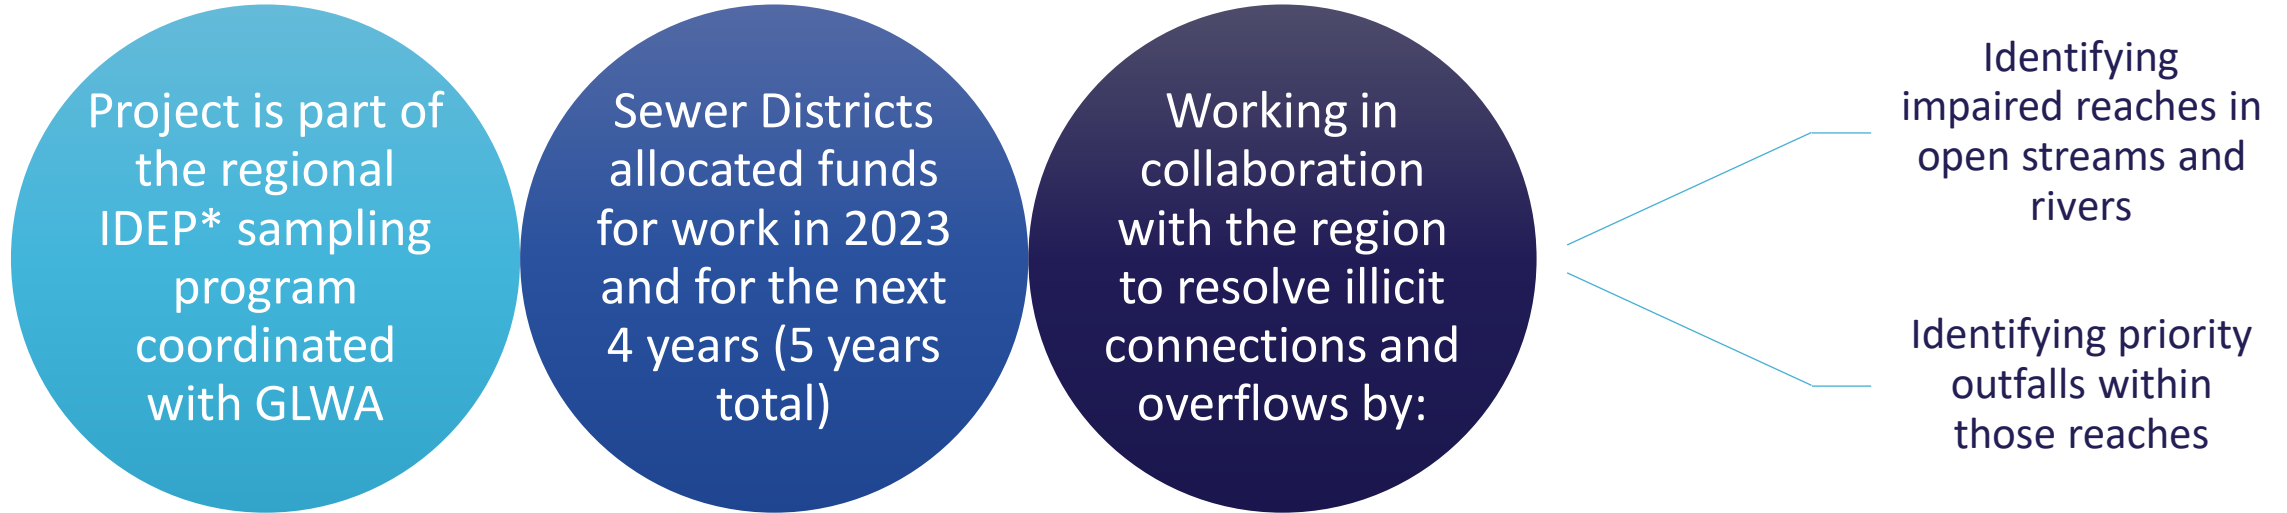 Project is part of
the regional
IDEP* sampling
program
coordinated
with GLWA
Sewer Districts
allocated funds
for work in 2023
and for the next
4 years (5 years
total)
Working in
collaboration
with the region
to resolve illicit
connections and
overflows by:
Identifying
impaired reaches in
open streams and
rivers
Identifying priority
outfalls within
those reaches